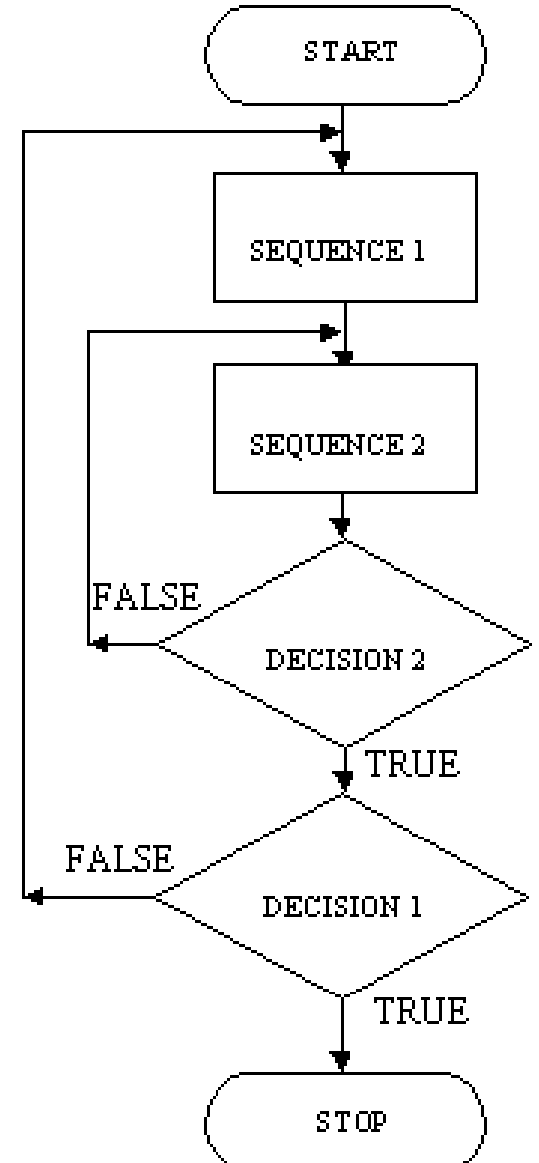 START
SEQUENCE 1
SEQUENCE 2
FALSE
DECISION 2
TRUE
FALSE
DECISION 1
TRUE
STOP